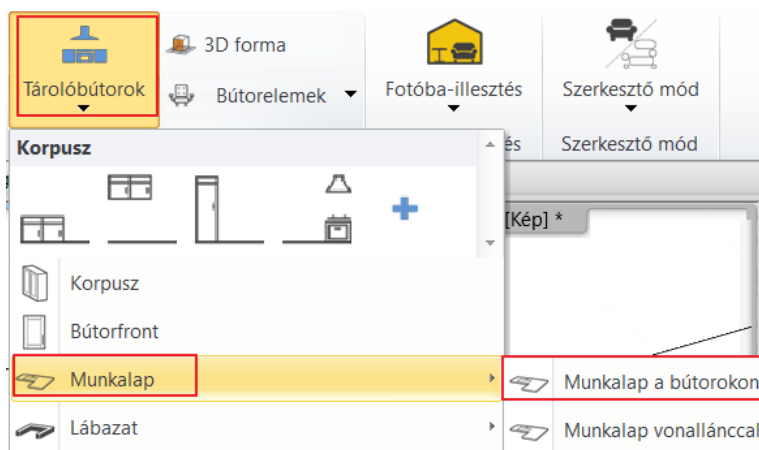 3D forma
Tárolóbútorok
Bútorelemek
Fotóba-illesztés
Szerkesztő mód
Szerkesztő mód
Korpusz
[Kép] *
Korpusz
Bútorfront
Munkalap
Munkalap a bútorokon
Lábazat
Munkalap vonallánccal